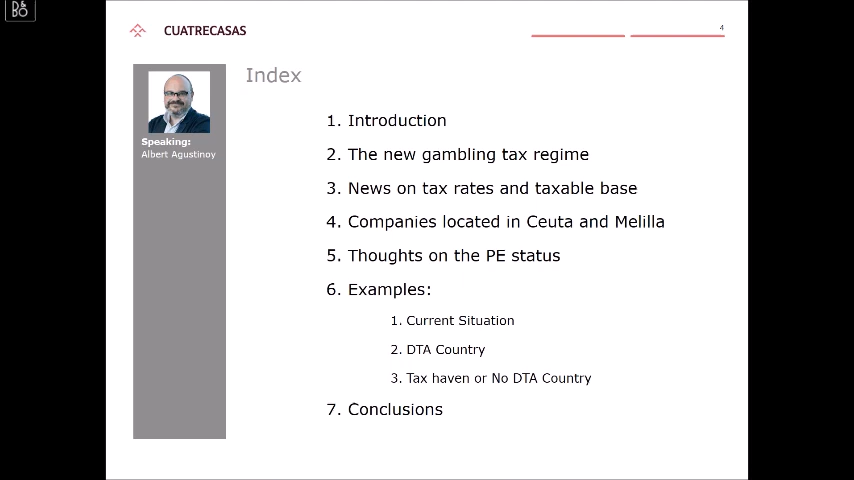 B&O
CUATRECASAS
4
Index
Speaking:
Albert Agustinoy
1. Introduction
2. The new gambling tax regime
3. News on tax rates and taxable base
4. Companies located in Ceuta and Melilla
5. Thoughts on the PE status
6. Examples:
1. Current Situation
2. DTA Country
3. Tax haven or No DTA Country
7. Conclusions